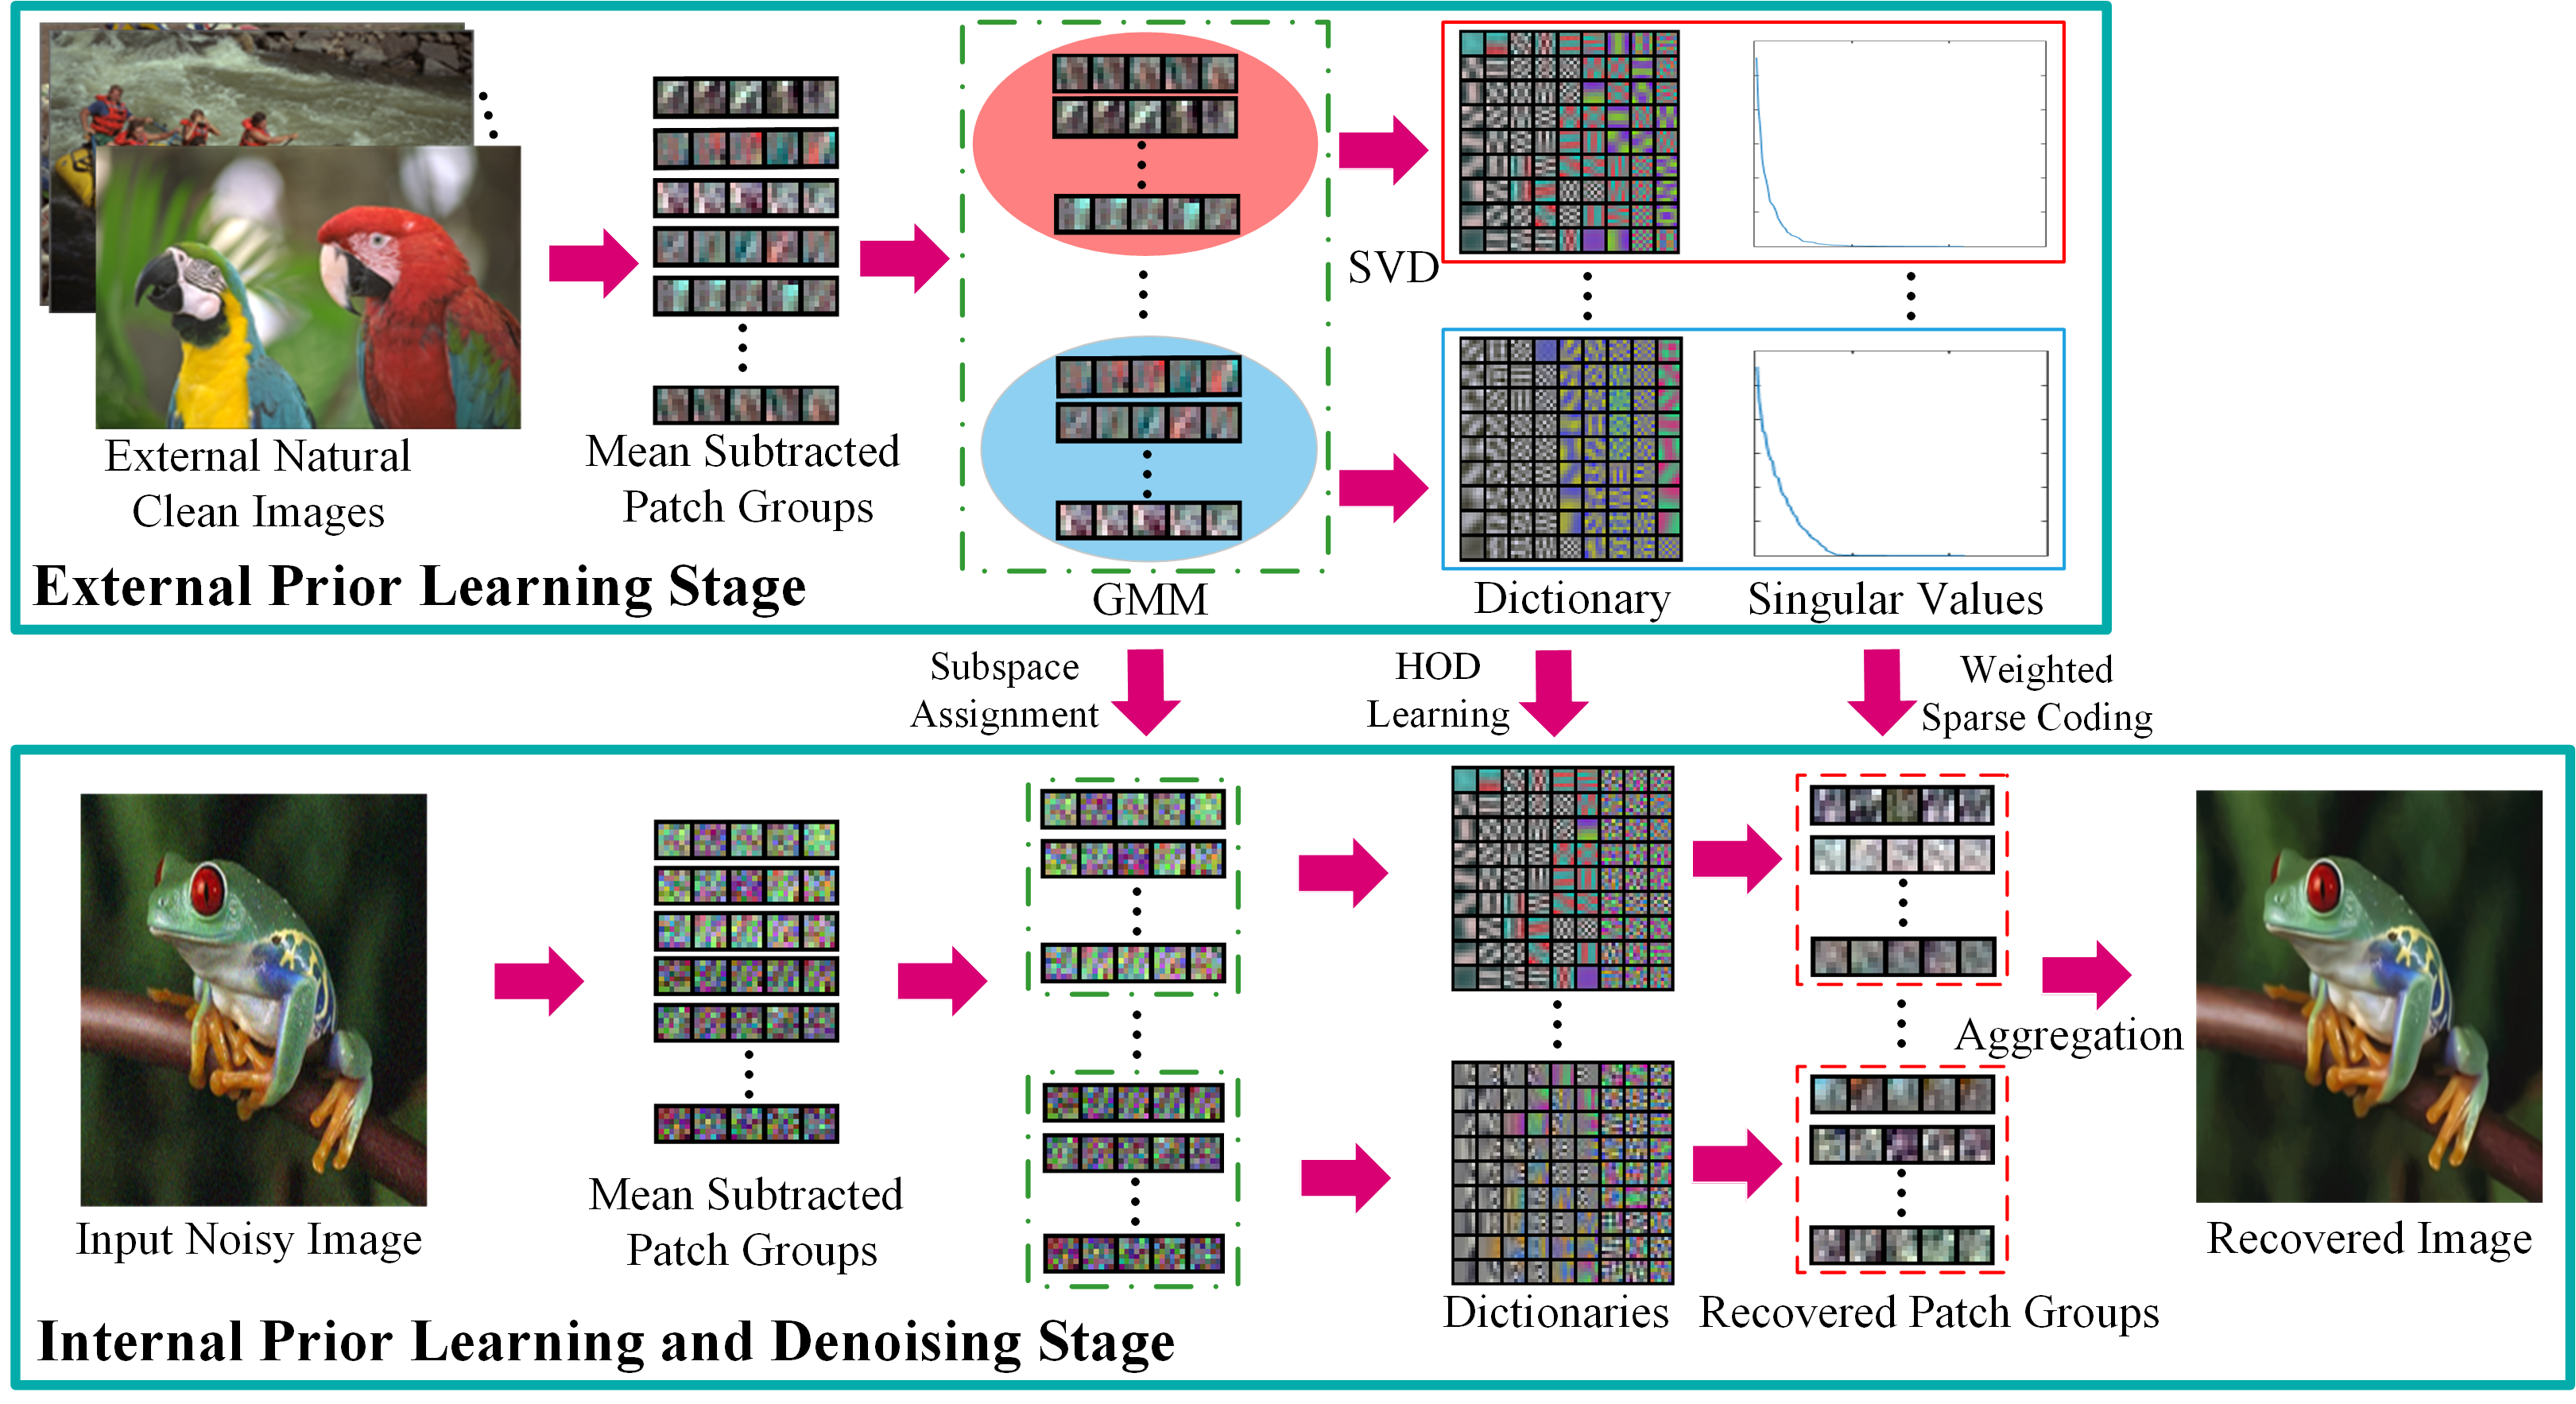 External Natural
Clean Images
Mean Subtracted
Patch Groups
GMM
SVD
Dictionary
Singular Values
External Prior Learning Stage
Subspace
Assignment
HOD
Learning
Weighted
Sparse Coding
Input Noisy Image
Mean Subtracted
Patch Groups
Dictionaries
Recovered Patch Groups
Aggregation
Recovered Image
Internal Prior Learning and Denoising Stage